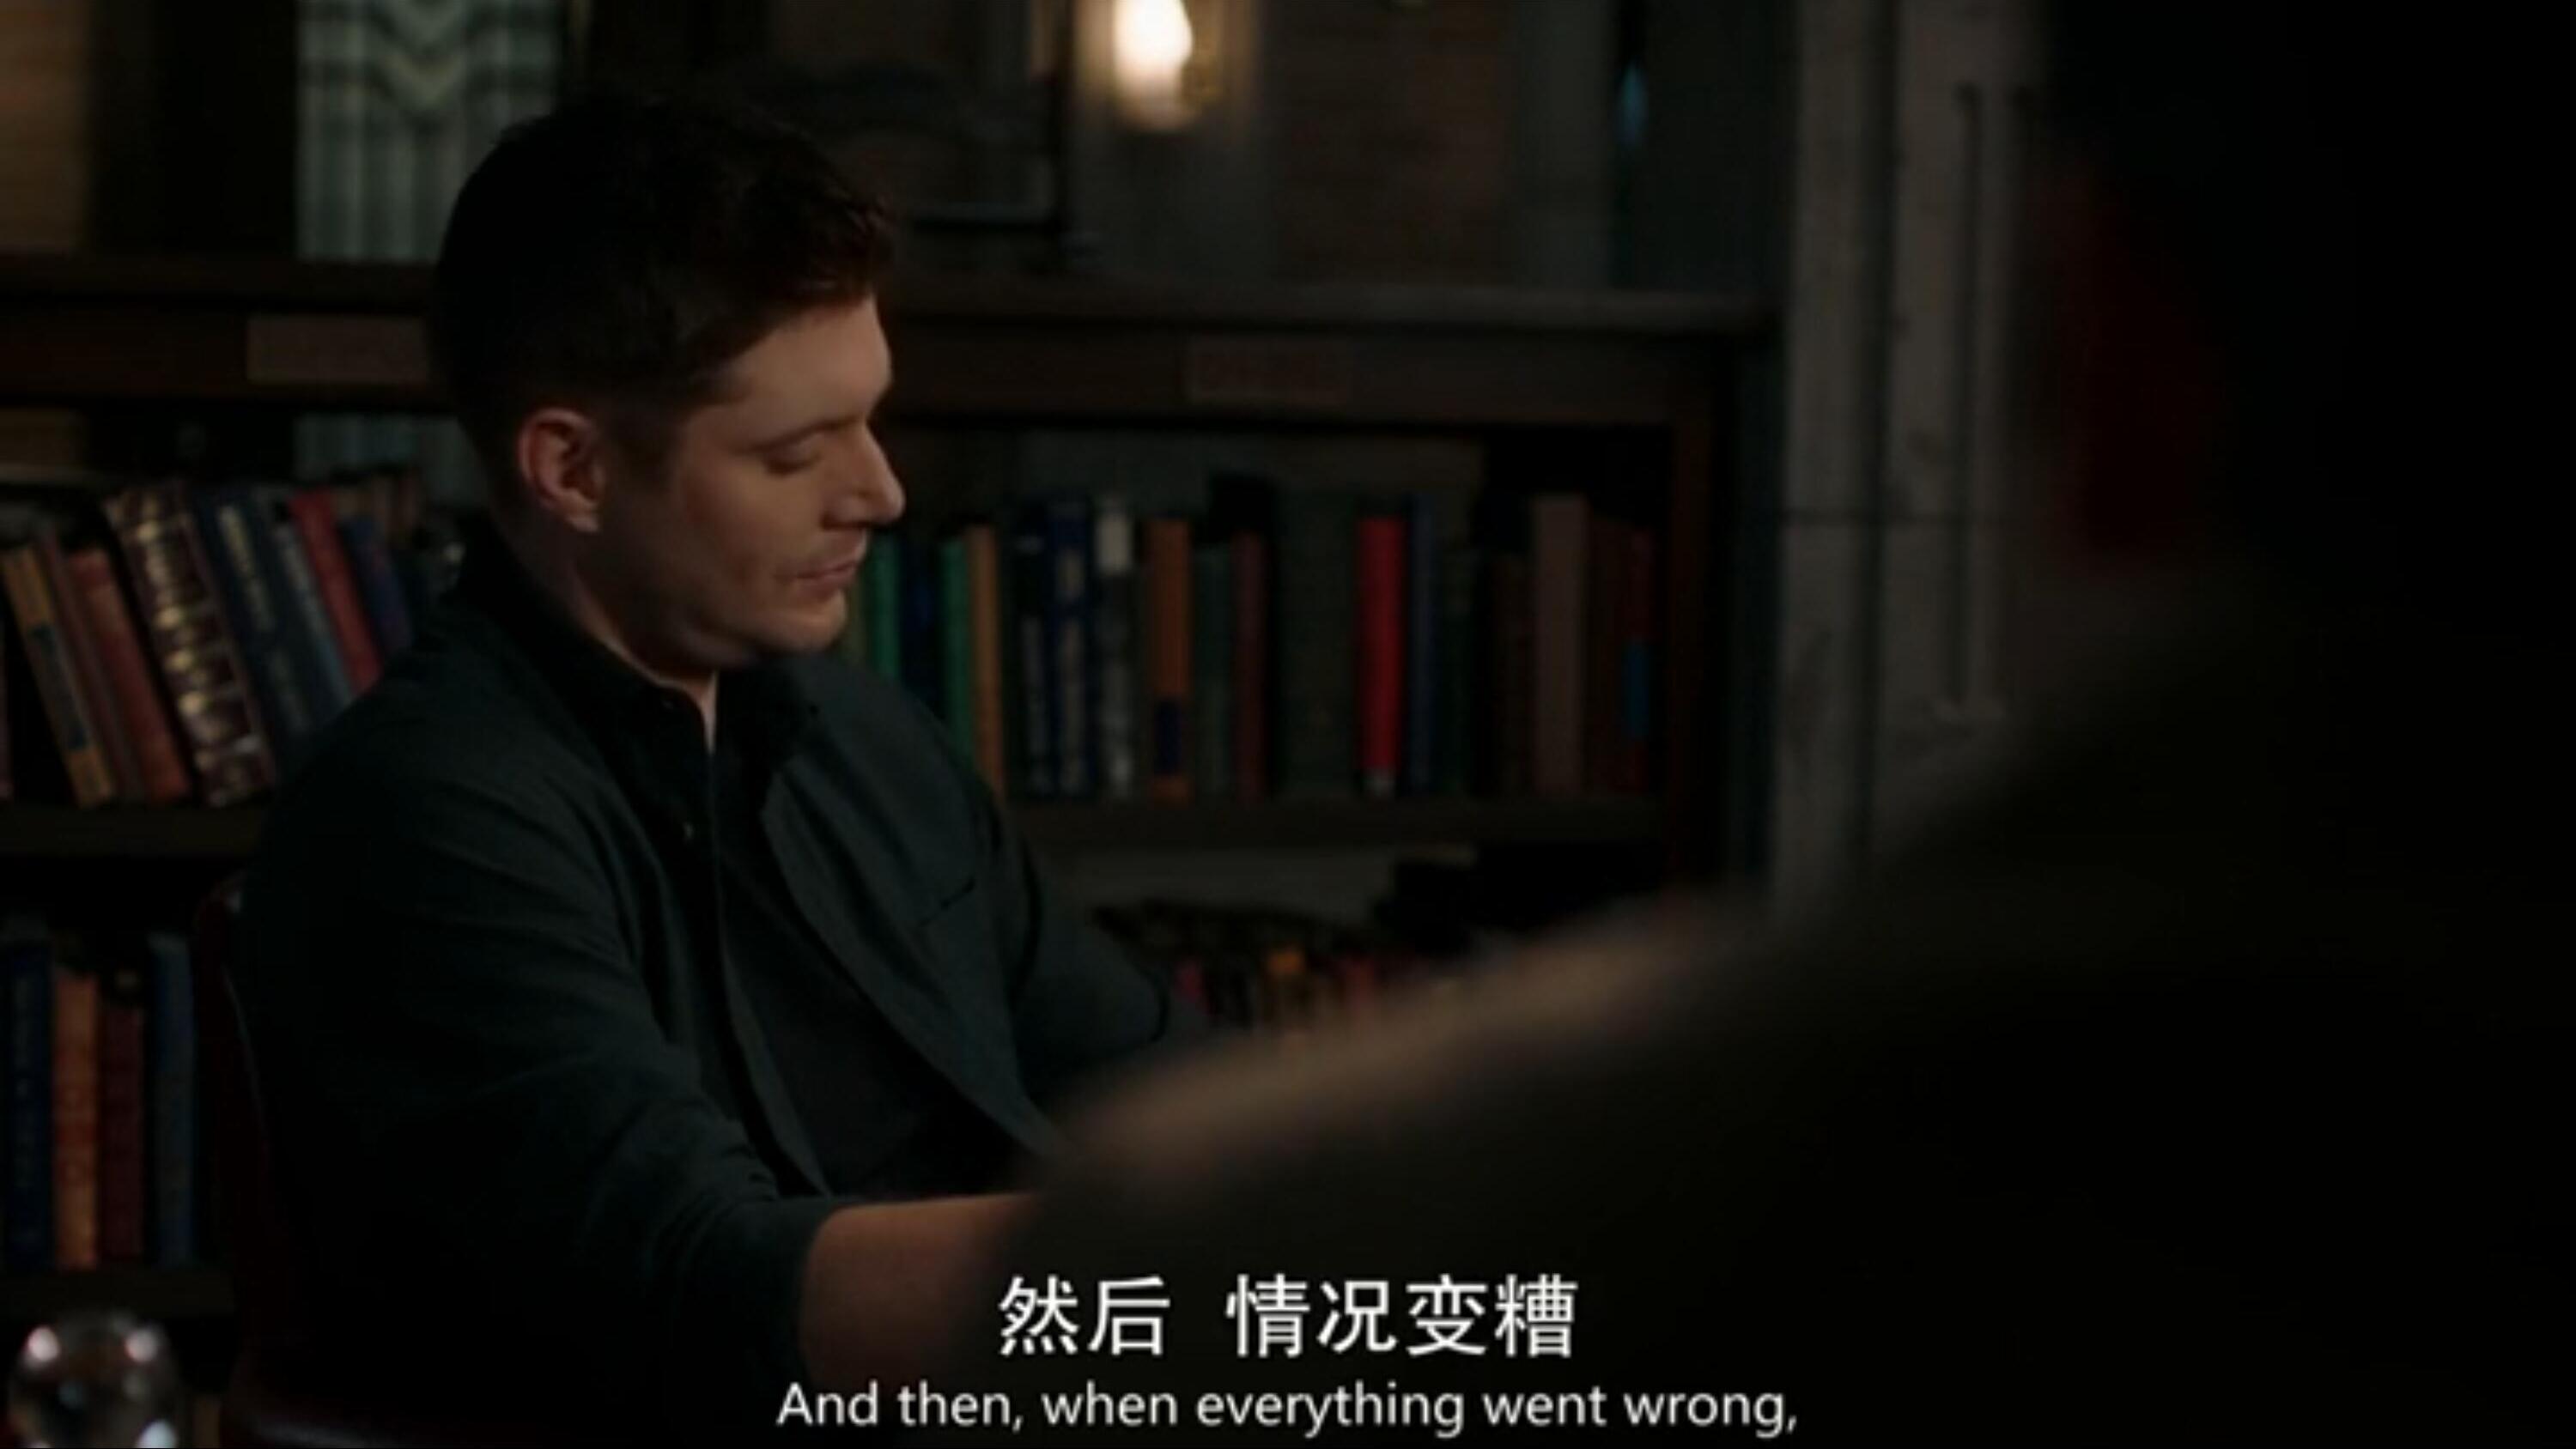 然后 情况变糟
And then, when everything went wrong,